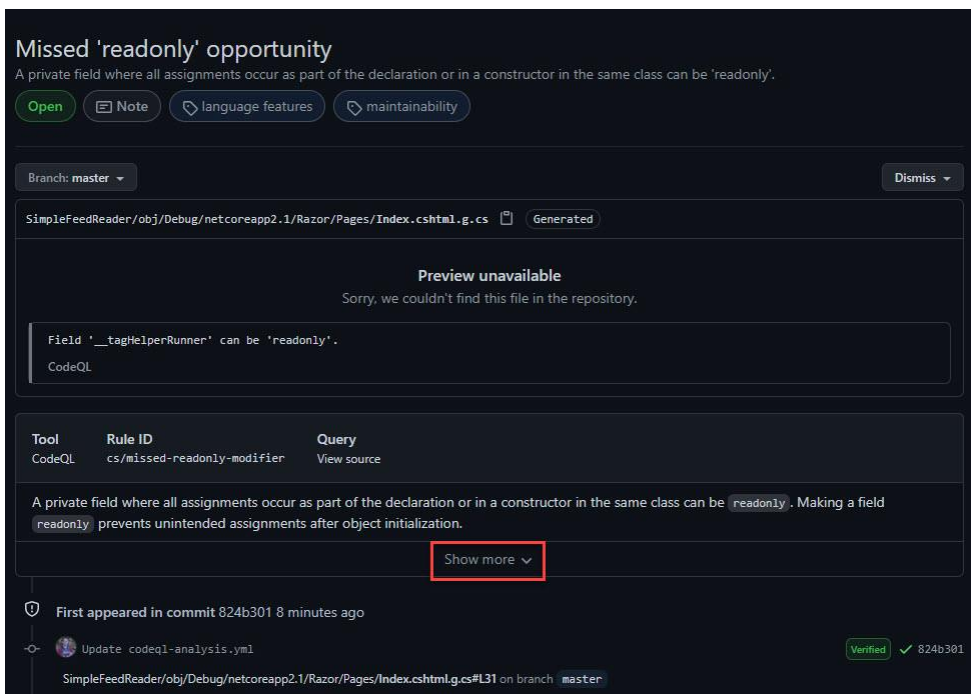 Missed 'readonly' opportunity
A private field where all assignments occur as part of the declaration or in a constructor in the same class can be 'readonly'.
Open Note language features maintainability
Branch: master Dismiss
SimpleFeedReader/obj/Debug/netcoreapp2.1/Razor/Pages/Index.cshtml.g.cs Generated
Preview unavailable
Sorry, we couldn't find this file in the repository.
Field '__tagHelperRunner' can be 'readonly'.
CodeQL
Tool Rule ID Query
CodeQL cs/missed-readonly-modifier View source
A private field where all assignments occur as part of the declaration or in a constructor in the same class can be readonly. Making a field
readonly prevents unintended assignments after object initialization.
Show more
First appeared in commit 824b301 8 minutes ago
Update codeql-analysis.yml Verified 824b301
SimpleFeedReader/obj/Debug/netcoreapp2.1/Razor/Pages/Index.cshtml.g.cs#L31 on branch master